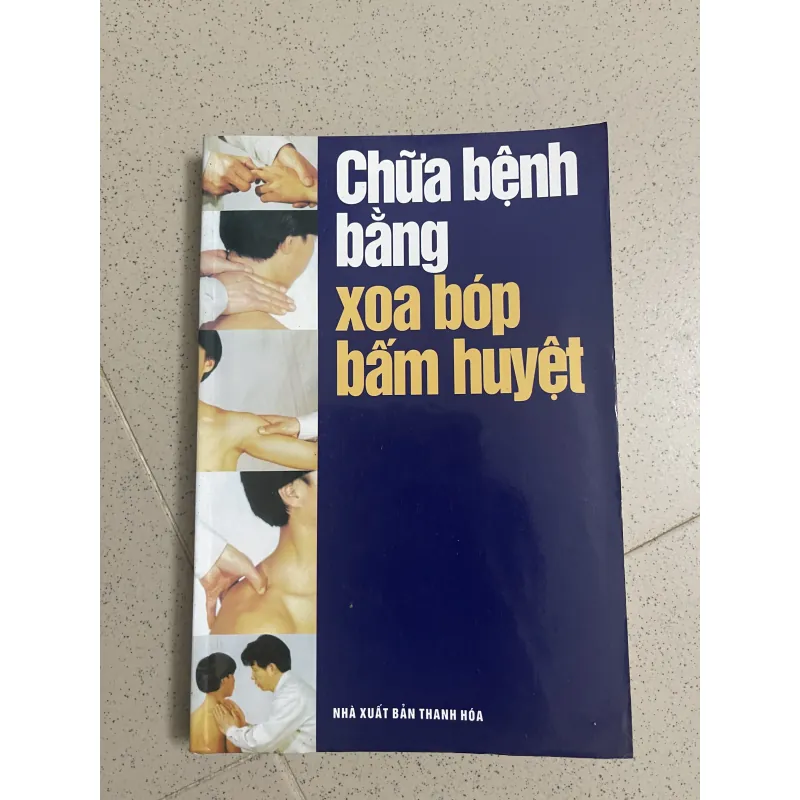 Chữa bệnh
bằng
xoa bóp
bấm huyệt
NHÀ XUẤT BẢN THANH HÓA